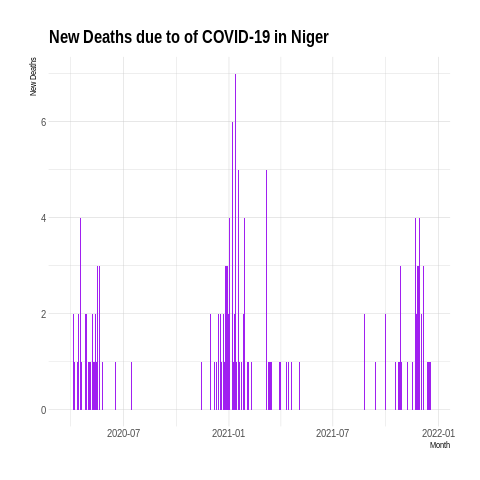 New Deaths due to of COVID-19 in Niger
New Deaths
6
4
2
0
2020-07 2021-01 2021-07 2022-01
Month